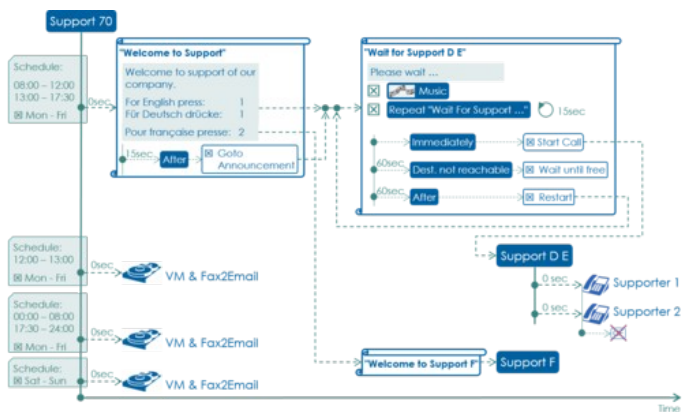 Support 70
Schedule:
08:00 – 12:00
13:00 – 17:30
Mon - Fri
0sec
"Welcome to Support"
Welcome to support of our
company.
For English press: 1
Für Deutsch drücke: 1
Pour française presse: 2
15sec
After
Goto
Announcement
"Wait for Support D E"
Please wait ...
Music
Repeat "Wait For Support ..."
15sec
Immediately
Start Call
60sec
Dest. not reachable
Wait until free
60sec
After
Restart
Schedule:
12:00 – 13:00
Mon - Fri
0sec
VM & Fax2Email
Support D E
0 sec
Supporter 1
0 sec
Supporter 2
Schedule:
00:00 – 08:00
17:30 – 24:00
Mon - Fri
0sec
VM & Fax2Email
Schedule:
Sat - Sun
0sec
VM & Fax2Email
"Welcome to Support F"
Support F
Time